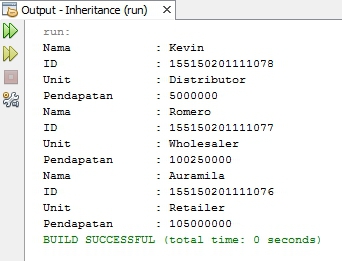 Output - Inheritance (run)
run:
Nama : Kevin
ID : 155150201111078
Unit : Distributor
Pendapatan : 5000000
Nama : Romero
ID : 155150201111077
Unit : Wholesaler
Pendapatan : 100250000
Nama : Auramila
ID : 155150201111076
Unit : Retailer
Pendapatan : 105000000
BUILD SUCCESSFUL (total time: 0 seconds)